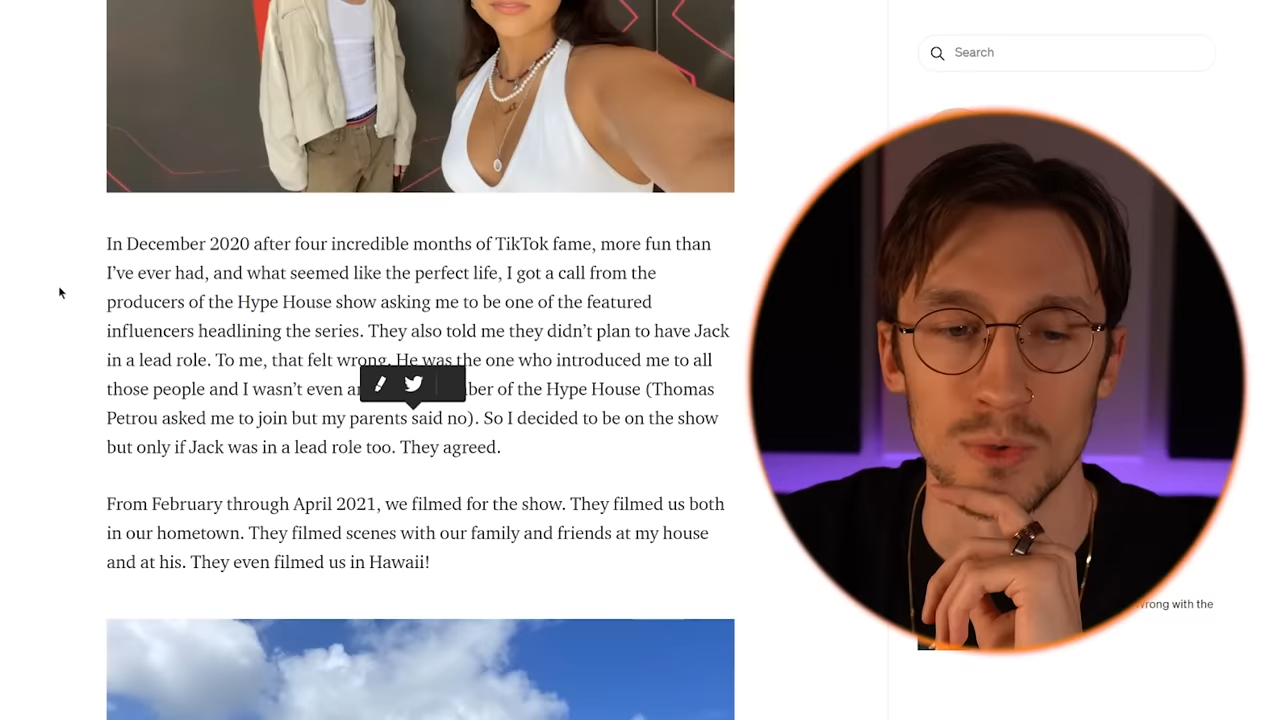 Search
In December 2020 after four incredible months of TikTok fame, more fun than
I’ve ever had, and what seemed like the perfect life, I got a call from the
producers of the Hype House show asking me to be one of the featured
influencers headlining the series. They also told me they didn’t plan to have Jack
in a lead role. To me, that felt wrong. He was the one who introduced me to all
those people and I wasn’t even an ber of the Hype House (Thomas
Petrou asked me to join but my parents said no). So I decided to be on the show
but only if Jack was in a lead role too. They agreed.
From February through April 2021, we filmed for the show. They filmed us both
in our hometown. They filmed scenes with our family and friends at my house
and at his. They even filmed us in Hawaii!
wrong with the